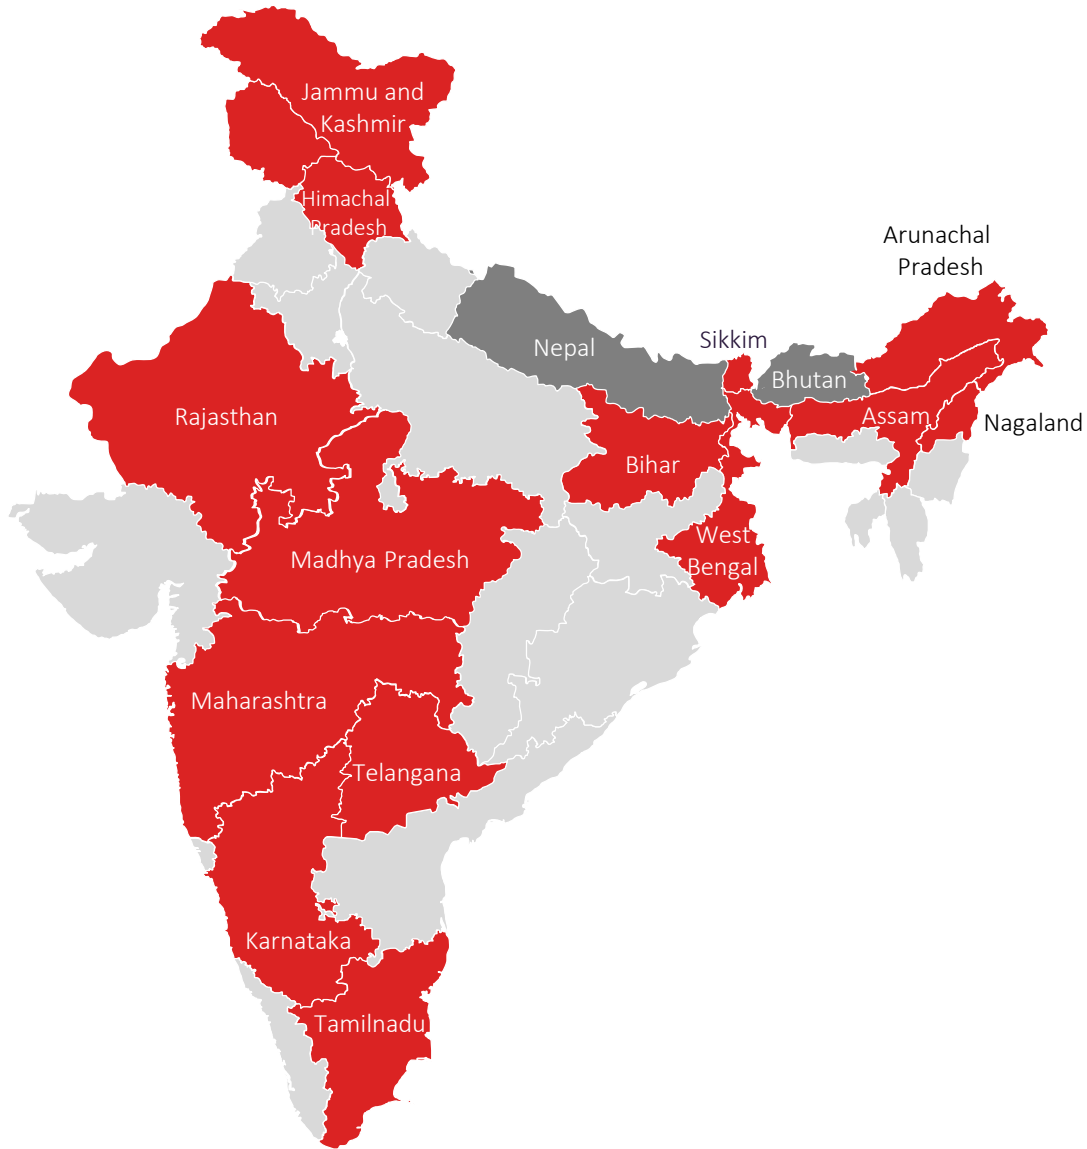 Jammu and
Kashmir
Himachal
Pradesh
Arunachal
Pradesh
Sikkim
Nepal
Bhutan
Rajasthan
Assam
Nagaland
Bihar
West
Bengal
Madhya Pradesh
Maharashtra
Telangana
Karnataka
Tamilnadu